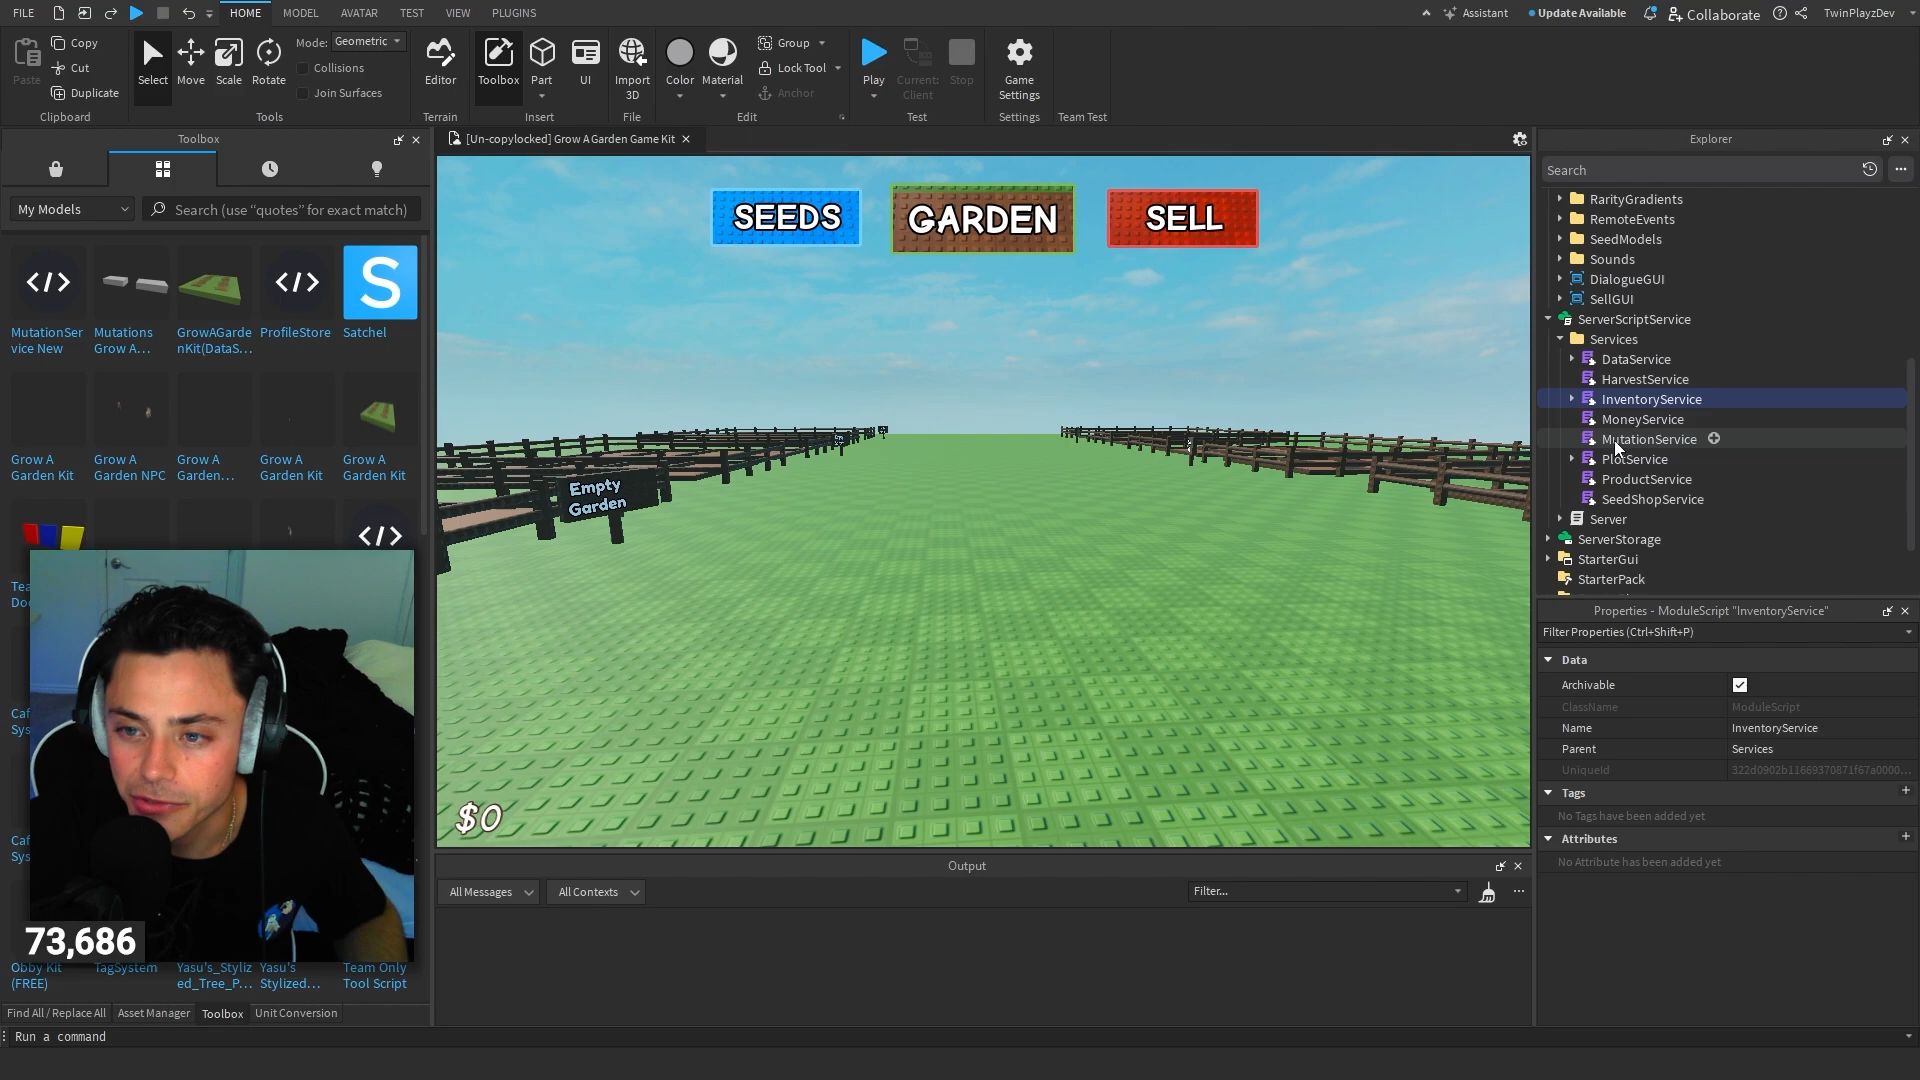 FILE
HOME
MODEL
AVATAR
TEST
VIEW
PLUGINS
Assistant
Update Available
Collaborate
TwinPlayzDev
Paste
Copy
Cut
Duplicate
Clipboard
Select
Move
Scale
Rotate
Mode: Geometric
Collisions
Join Surfaces
Tools
Editor
Terrain
Toolbox
Part
UI
Insert
Import
3D
File
Color
Material
Group
Lock Tool
Anchor
Edit
Play
Current:
Client
Stop
Test
Game
Settings
Settings
Team Test
Toolbox
My Models
Search (use “quotes” for exact match)
MutationSer
vice New
Mutations
Grow A...
GrowAGarde
nKit(DataS...
ProfileStore
S
Satchel
Grow A
Garden Kit
Grow A
Garden NPC
Grow A
Garden...
Grow A
Garden Kit
Grow A
Garden Kit
73,686
Obby Kit
(FREE)
TagSystem
Yasu's_Styliz
ed_Tree_P...
Yasu's
Stylized...
Team Only
Tool Script
Find All / Replace All
Asset Manager
Toolbox
Unit Conversion
Run a command
[Un-copylocked] Grow A Garden Game Kit
SEEDS
GARDEN
SELL
Empty
Garden
$0
Output
All Messages
All Contexts
Filter...
Explorer
Search
RarityGradients
RemoteEvents
SeedModels
Sounds
DialogueGUI
SellGUI
ServerScriptService
Services
DataService
HarvestService
InventoryService
MoneyService
MutationService
PlotService
ProductService
SeedShopService
Server
ServerStorage
StarterGui
StarterPack
Properties - ModuleScript "InventoryService"
Filter Properties (Ctrl+Shift+P)
Data
Archivable
ClassName
ModuleScript
Name
InventoryService
Parent
Services
UniqueId
322d0902b11669370871f67a0000...
Tags
No Tags have been added yet
Attributes
No Attribute has been added yet